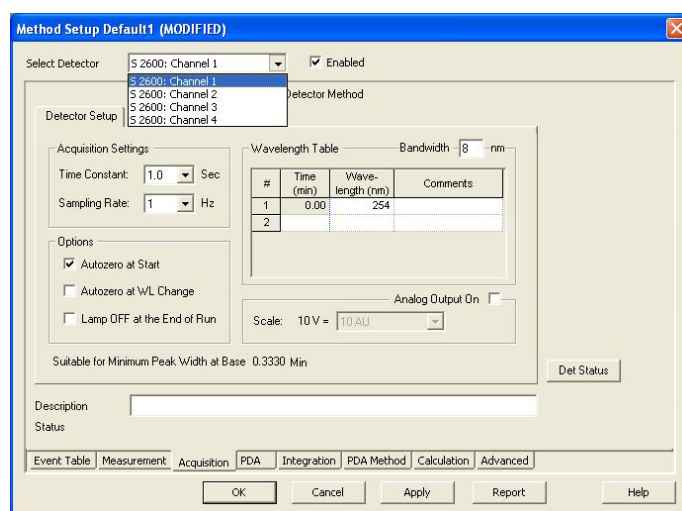 Method Setup Default1 (MODIFIED)
Select Detector S 2600: Channel 1 Enabled
S 2600: Channel 1
S 2600: Channel 2
S 2600: Channel 3
S 2600: Channel 4
Detector Method
Detector Setup
Acquisition Settings
Time Constant: 1.0 Sec
Sampling Rate: 1 Hz
Wavelength Table Bandwidth 8 nm
# Time (min) Wave-length (nm) Comments
1 0.00 254
2
Options
Autozero at Start
Autozero at WL Change
Lamp OFF at the End of Run
Analog Output On
Scale: 10 V = 10 AU
Suitable for Minimum Peak Width at Base 0.3330 Min
Det Status
Description
Status
Event Table Measurement Acquisition PDA Integration PDA Method Calculation Advanced
OK Cancel Apply Report Help